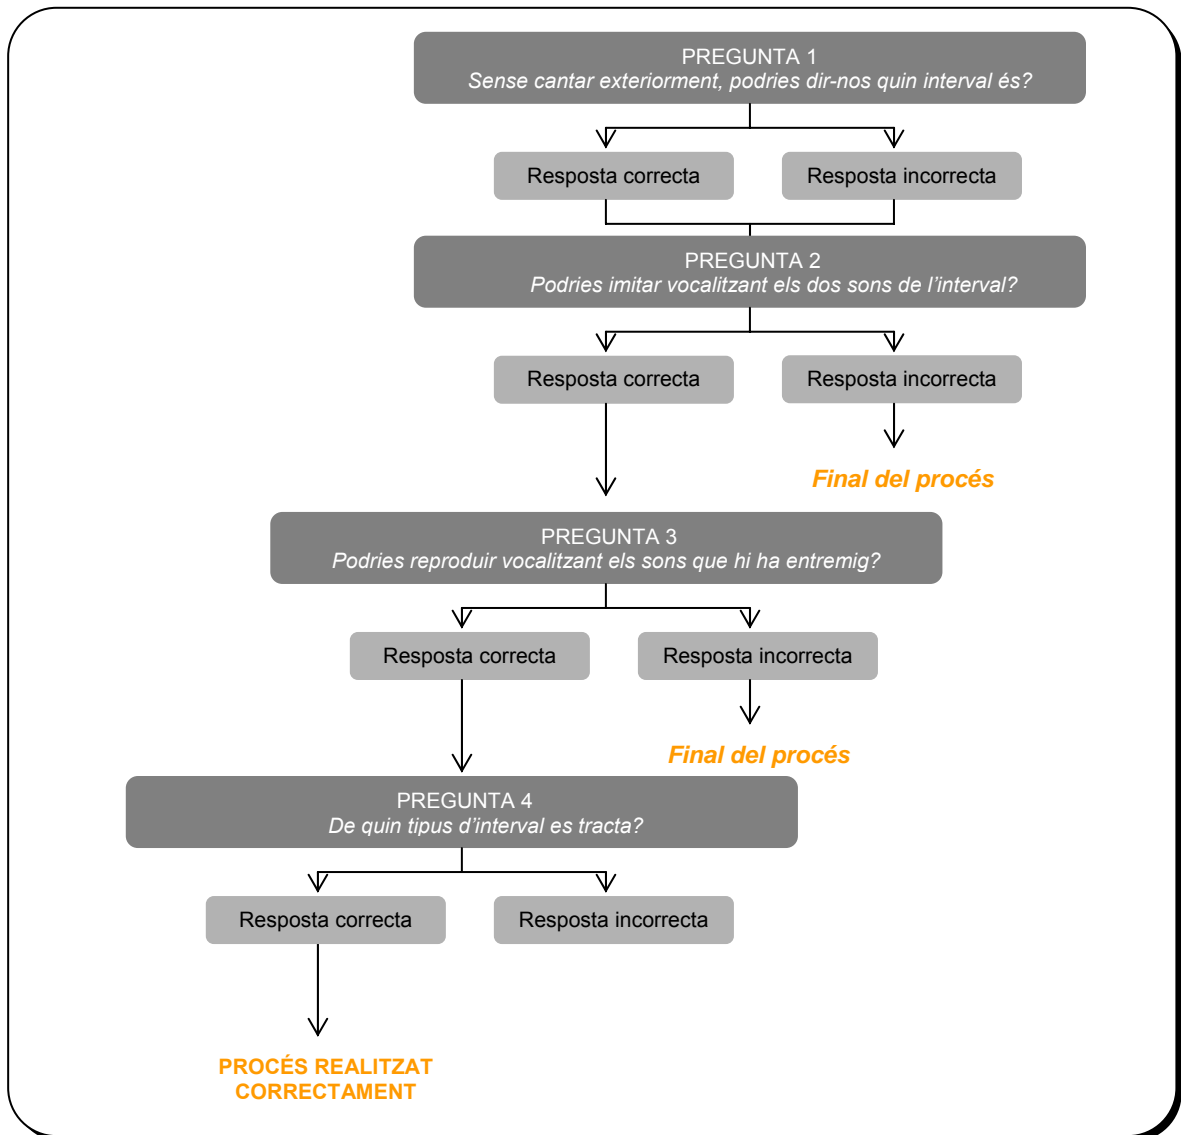 PREGUNTA 1
Sense cantar exteriorment, podries dir-nos quin interval és?
Resposta correcta
Resposta incorrecta
PREGUNTA 2
Podries imitar vocalitzant els dos sons de l’interval?
Resposta correcta
Resposta incorrecta
Final del procés
PREGUNTA 3
Podries reproduir vocalitzant els sons que hi ha entremig?
Resposta correcta
Resposta incorrecta
Final del procés
PREGUNTA 4
De quin tipus d’interval es tracta?
Resposta correcta
Resposta incorrecta
PROCÉS REALITZAT
CORRECTAMENT